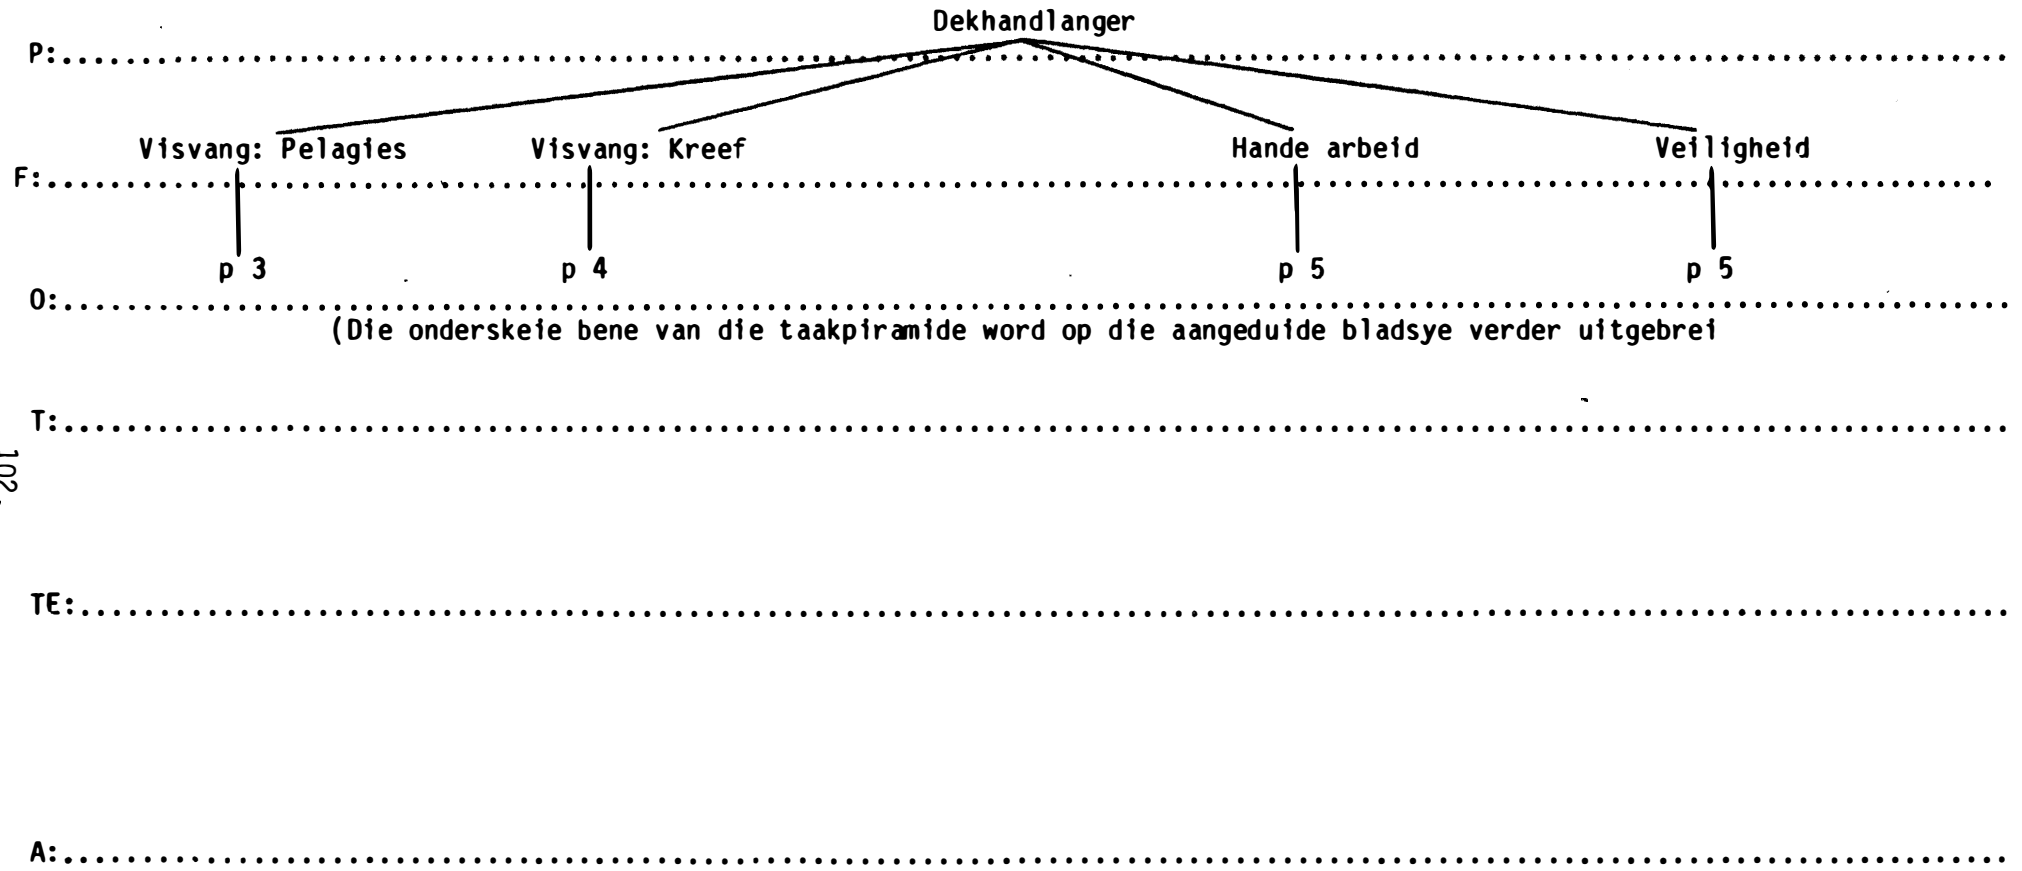 Dekhandlanger
P:
Visvang: Pelagies Visvang: Kreef Hande arbeid Veiligheid
F:
p 3 p 4 p 5 p 5
O:
(Die onderskeie bene van die taakpiramide word op die aangeduide bladsye verder uitgebrei
T:
102.
TE:
A: